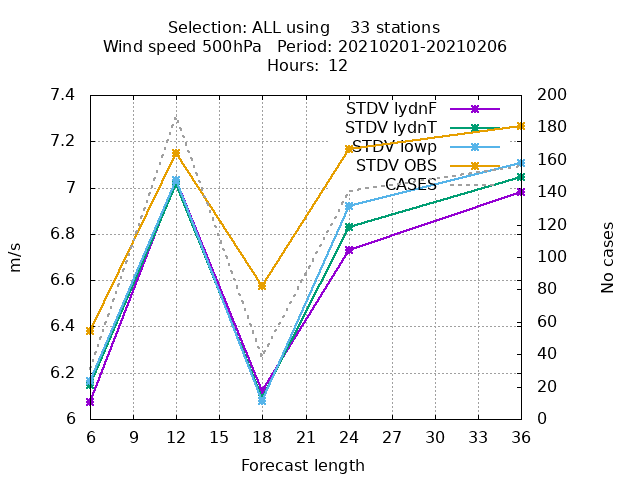 Selection: ALL using    33 stations
Wind speed 500hPa   Period: 20210201-20210206
Hours:  12
7.4
7.2
7
6.8
6.6
6.4
6.2
6
200
180
160
140
120
100
80
60
40
20
0
STDV IydnF
STDV IydnT
STDV Iowp
STDV OBS
CASES
m/s
No cases
6 9 12 15 18 21 24 27 30 33 36
Forecast length